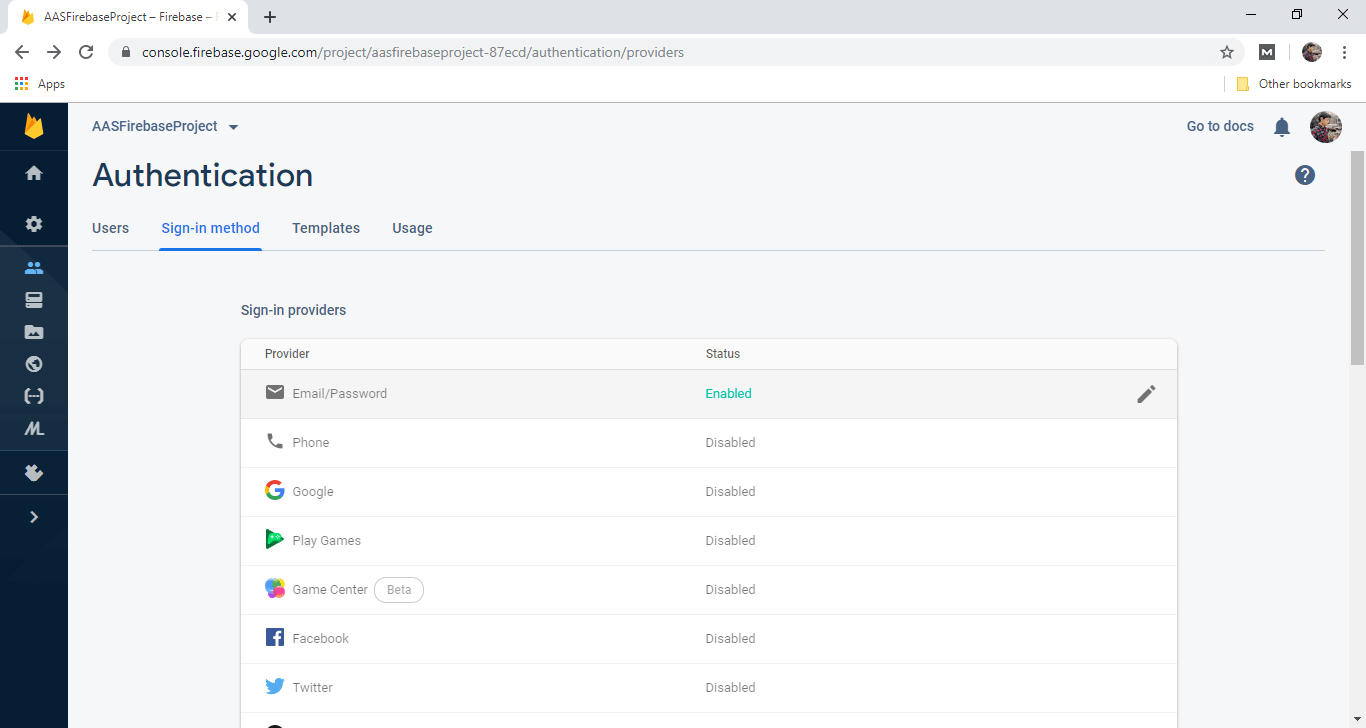 AASFirebaseProject – Firebase –
console.firebase.google.com/project/aasfirebaseproject-87ecd/authentication/providers
M
Apps
Other bookmarks
AASFirebaseProject
Go to docs
Authentication
?
Users Sign-in method Templates Usage
Sign-in providers
Provider Status
Email/Password Enabled
Phone Disabled
Google Disabled
Play Games Disabled
Game Center Beta Disabled
Facebook Disabled
Twitter Disabled